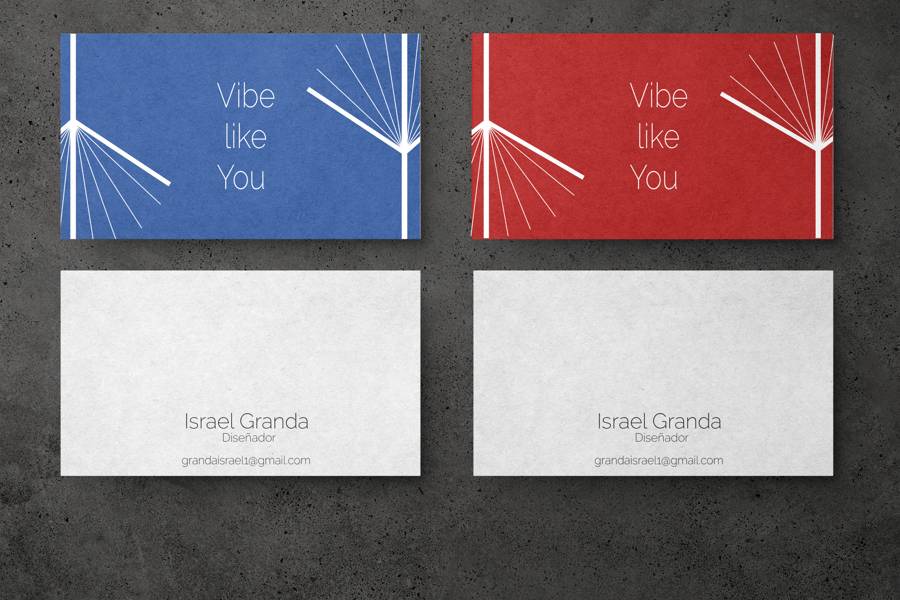 Vibe
like
You
Vibe
like
You
Israel Granda
Diseñador
grandaisrael1@gmail.com
Israel Granda
Diseñador
grandaisrael1@gmail.com